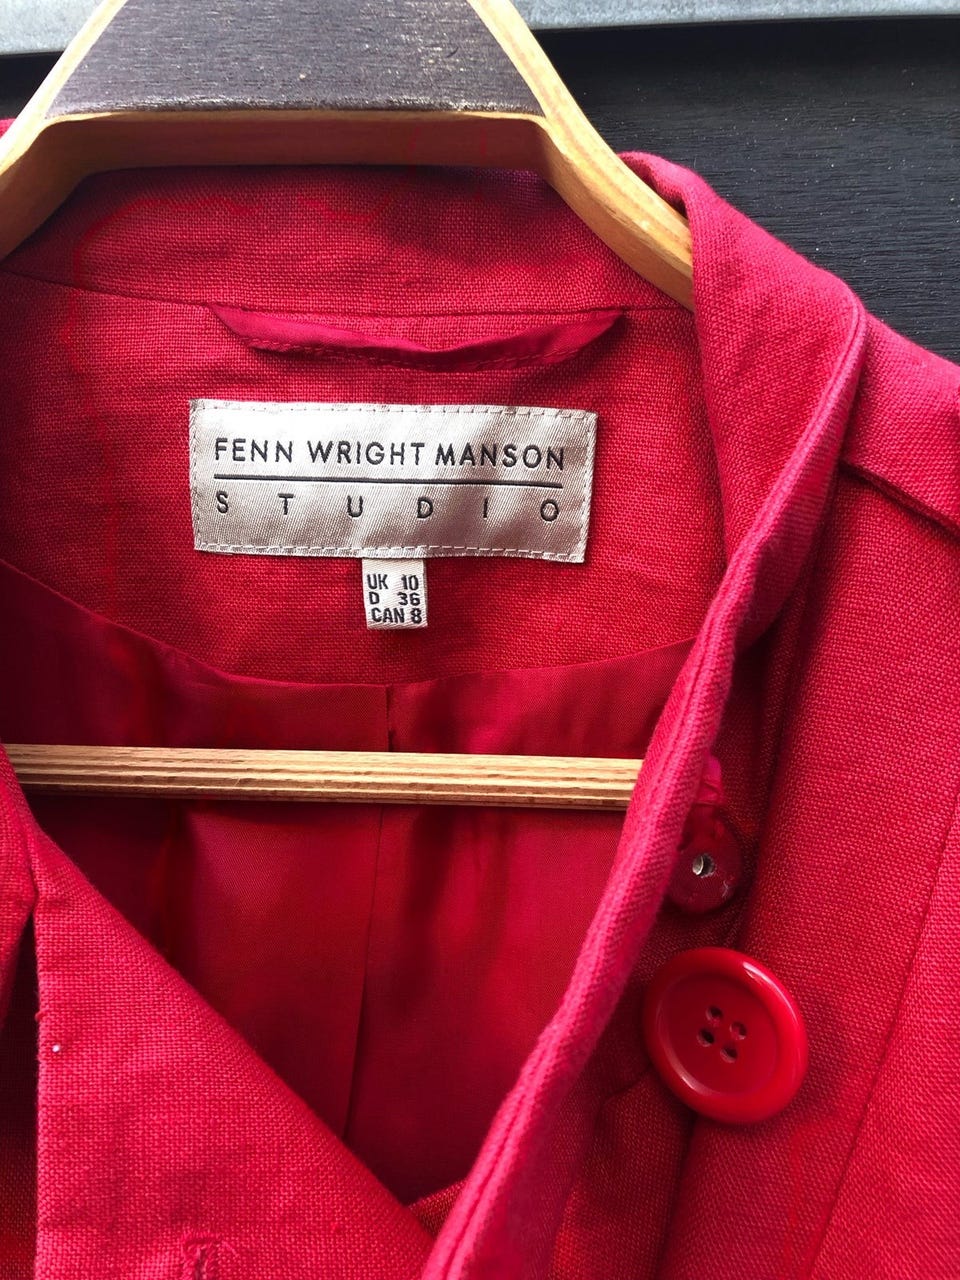 FENN WRIGHT MANSON
STUDIO
UK 10
D 36
CAN 8